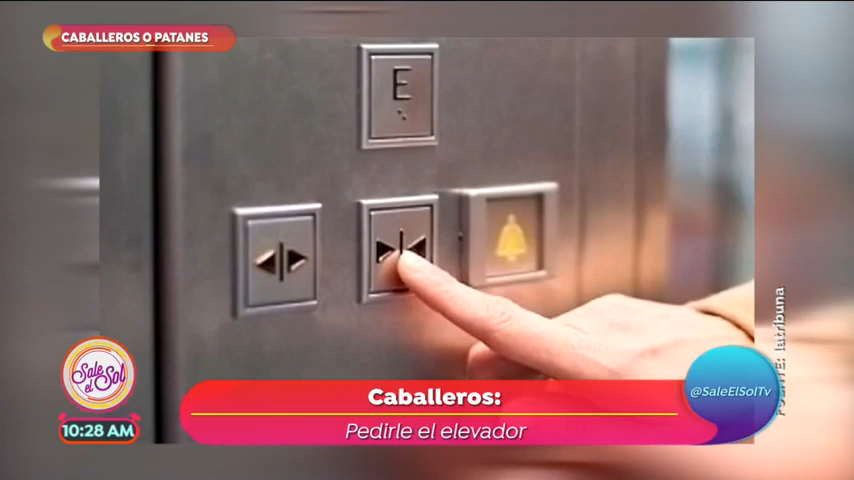 CABALLEROS O PATANES
E
Sale
el Sol
10:28 AM
Caballeros:
Pedirle el elevador
@SaleElSolTv
FUENTE: latribuna